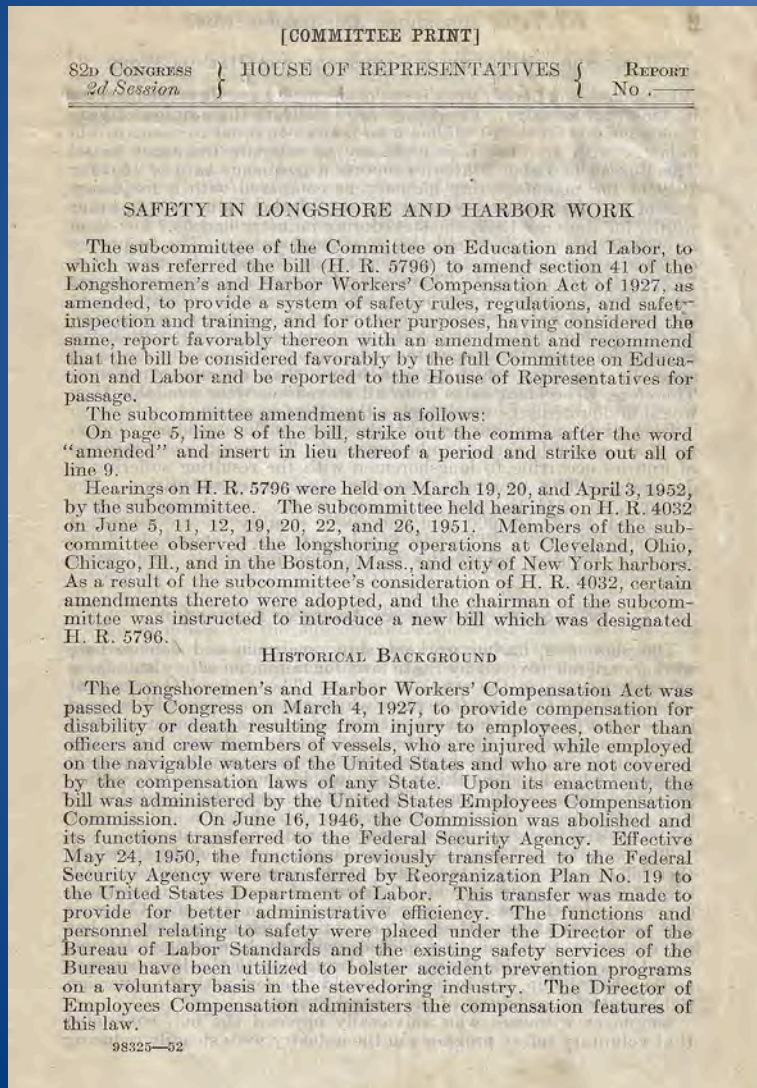 [COMMITTEE PRINT]
82D CONGRESS } HOUSE OF REPRESENTATIVES { REPORT
2d Session } { No.——
SAFETY IN LONGSHORE AND HARBOR WORK
The subcommittee of the Committee on Education and Labor, to
which was referred the bill (H. R. 5796) to amend section 41 of the
Longshoremen's and Harbor Workers' Compensation Act of 1927, as
amended, to provide a system of safety rules, regulations, and safety
inspection and training, and for other purposes, having considered the
same, report favorably thereon with an amendment and recommend
that the bill be considered favorably by the full Committee on Educa-
tion and Labor and be reported to the House of Representatives for
passage.
The subcommittee amendment is as follows:
On page 5, line 8 of the bill, strike out the comma after the word
"amended" and insert in lieu thereof a period and strike out all of
line 9.
Hearings on H. R. 5796 were held on March 19, 20, and April 3, 1952,
by the subcommittee. The subcommittee held hearings on H. R. 4032
on June 5, 11, 12, 19, 20, 22, and 26, 1951. Members of the sub-
committee observed the longshoring operations at Cleveland, Ohio,
Chicago, Ill., and in the Boston, Mass., and city of New York harbors.
As a result of the subcommittee's consideration of H. R. 4032, certain
amendments thereto were adopted, and the chairman of the subcom-
mittee was instructed to introduce a new bill which was designated
H. R. 5796.
HISTORICAL BACKGROUND
The Longshoremen's and Harbor Workers' Compensation Act was
passed by Congress on March 4, 1927, to provide compensation for
disability or death resulting from injury to employees, other than
officers and crew members of vessels, who are injured while employed
on the navigable waters of the United States and who are not covered
by the compensation laws of any State. Upon its enactment, the
bill was administered by the United States Employees Compensation
Commission. On June 16, 1946, the Commission was abolished and
its functions transferred to the Federal Security Agency. Effective
May 24, 1950, the functions previously transferred to the Federal
Security Agency were transferred by Reorganization Plan No. 19 to
the United States Department of Labor. This transfer was made to
provide for better administrative efficiency. The functions and
personnel relating to safety were placed under the Director of the
Bureau of Labor Standards and the existing safety services of the
Bureau have been utilized to bolster accident prevention programs
on a voluntary basis in the stevedoring industry. The Director of
Employees Compensation administers the compensation features of
this law.
98325—52